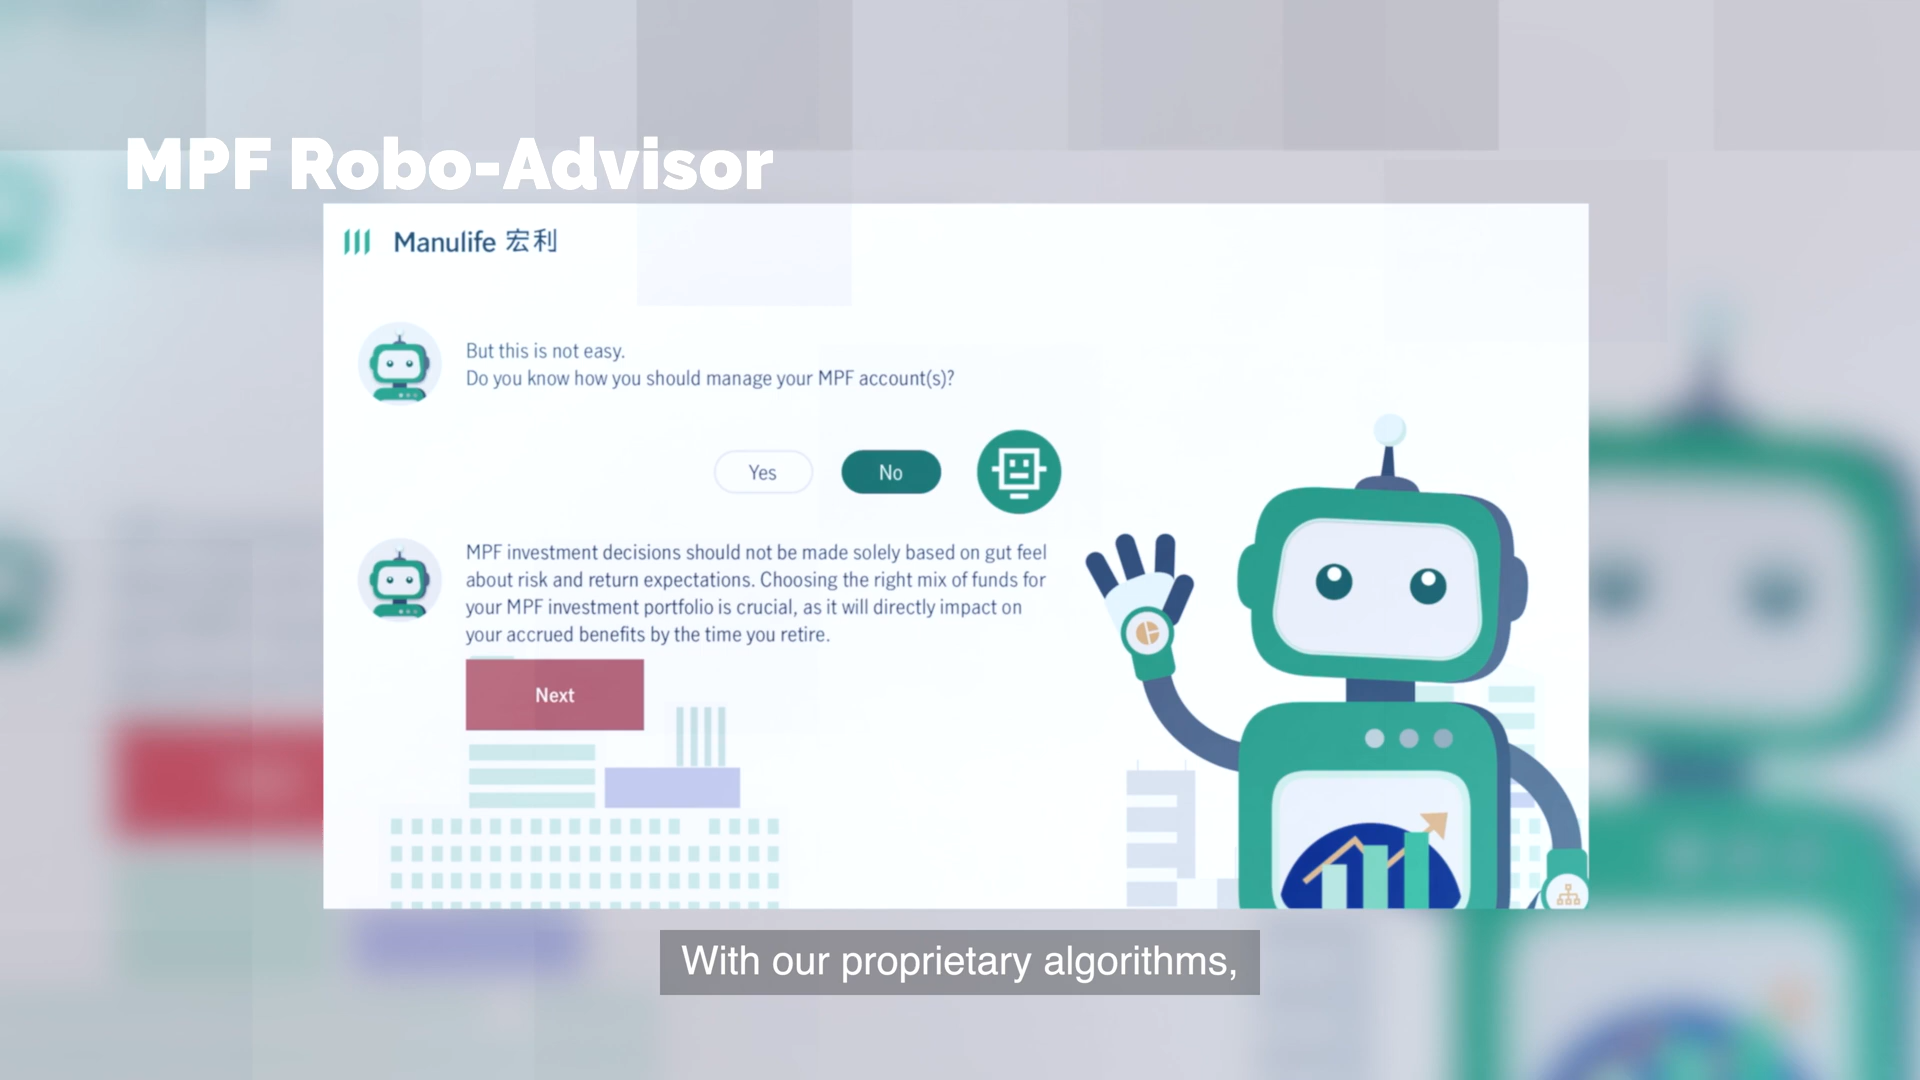 MPF Robo-Advisor
Manulife 宏利
But this is not easy.
Do you know how you should manage your MPF account(s)?
Yes
No
MPF investment decisions should not be made solely based on gut feel
about risk and return expectations. Choosing the right mix of funds for
your MPF investment portfolio is crucial, as it will directly impact on
your accrued benefits by the time you retire.
Next
With our proprietary algorithms,